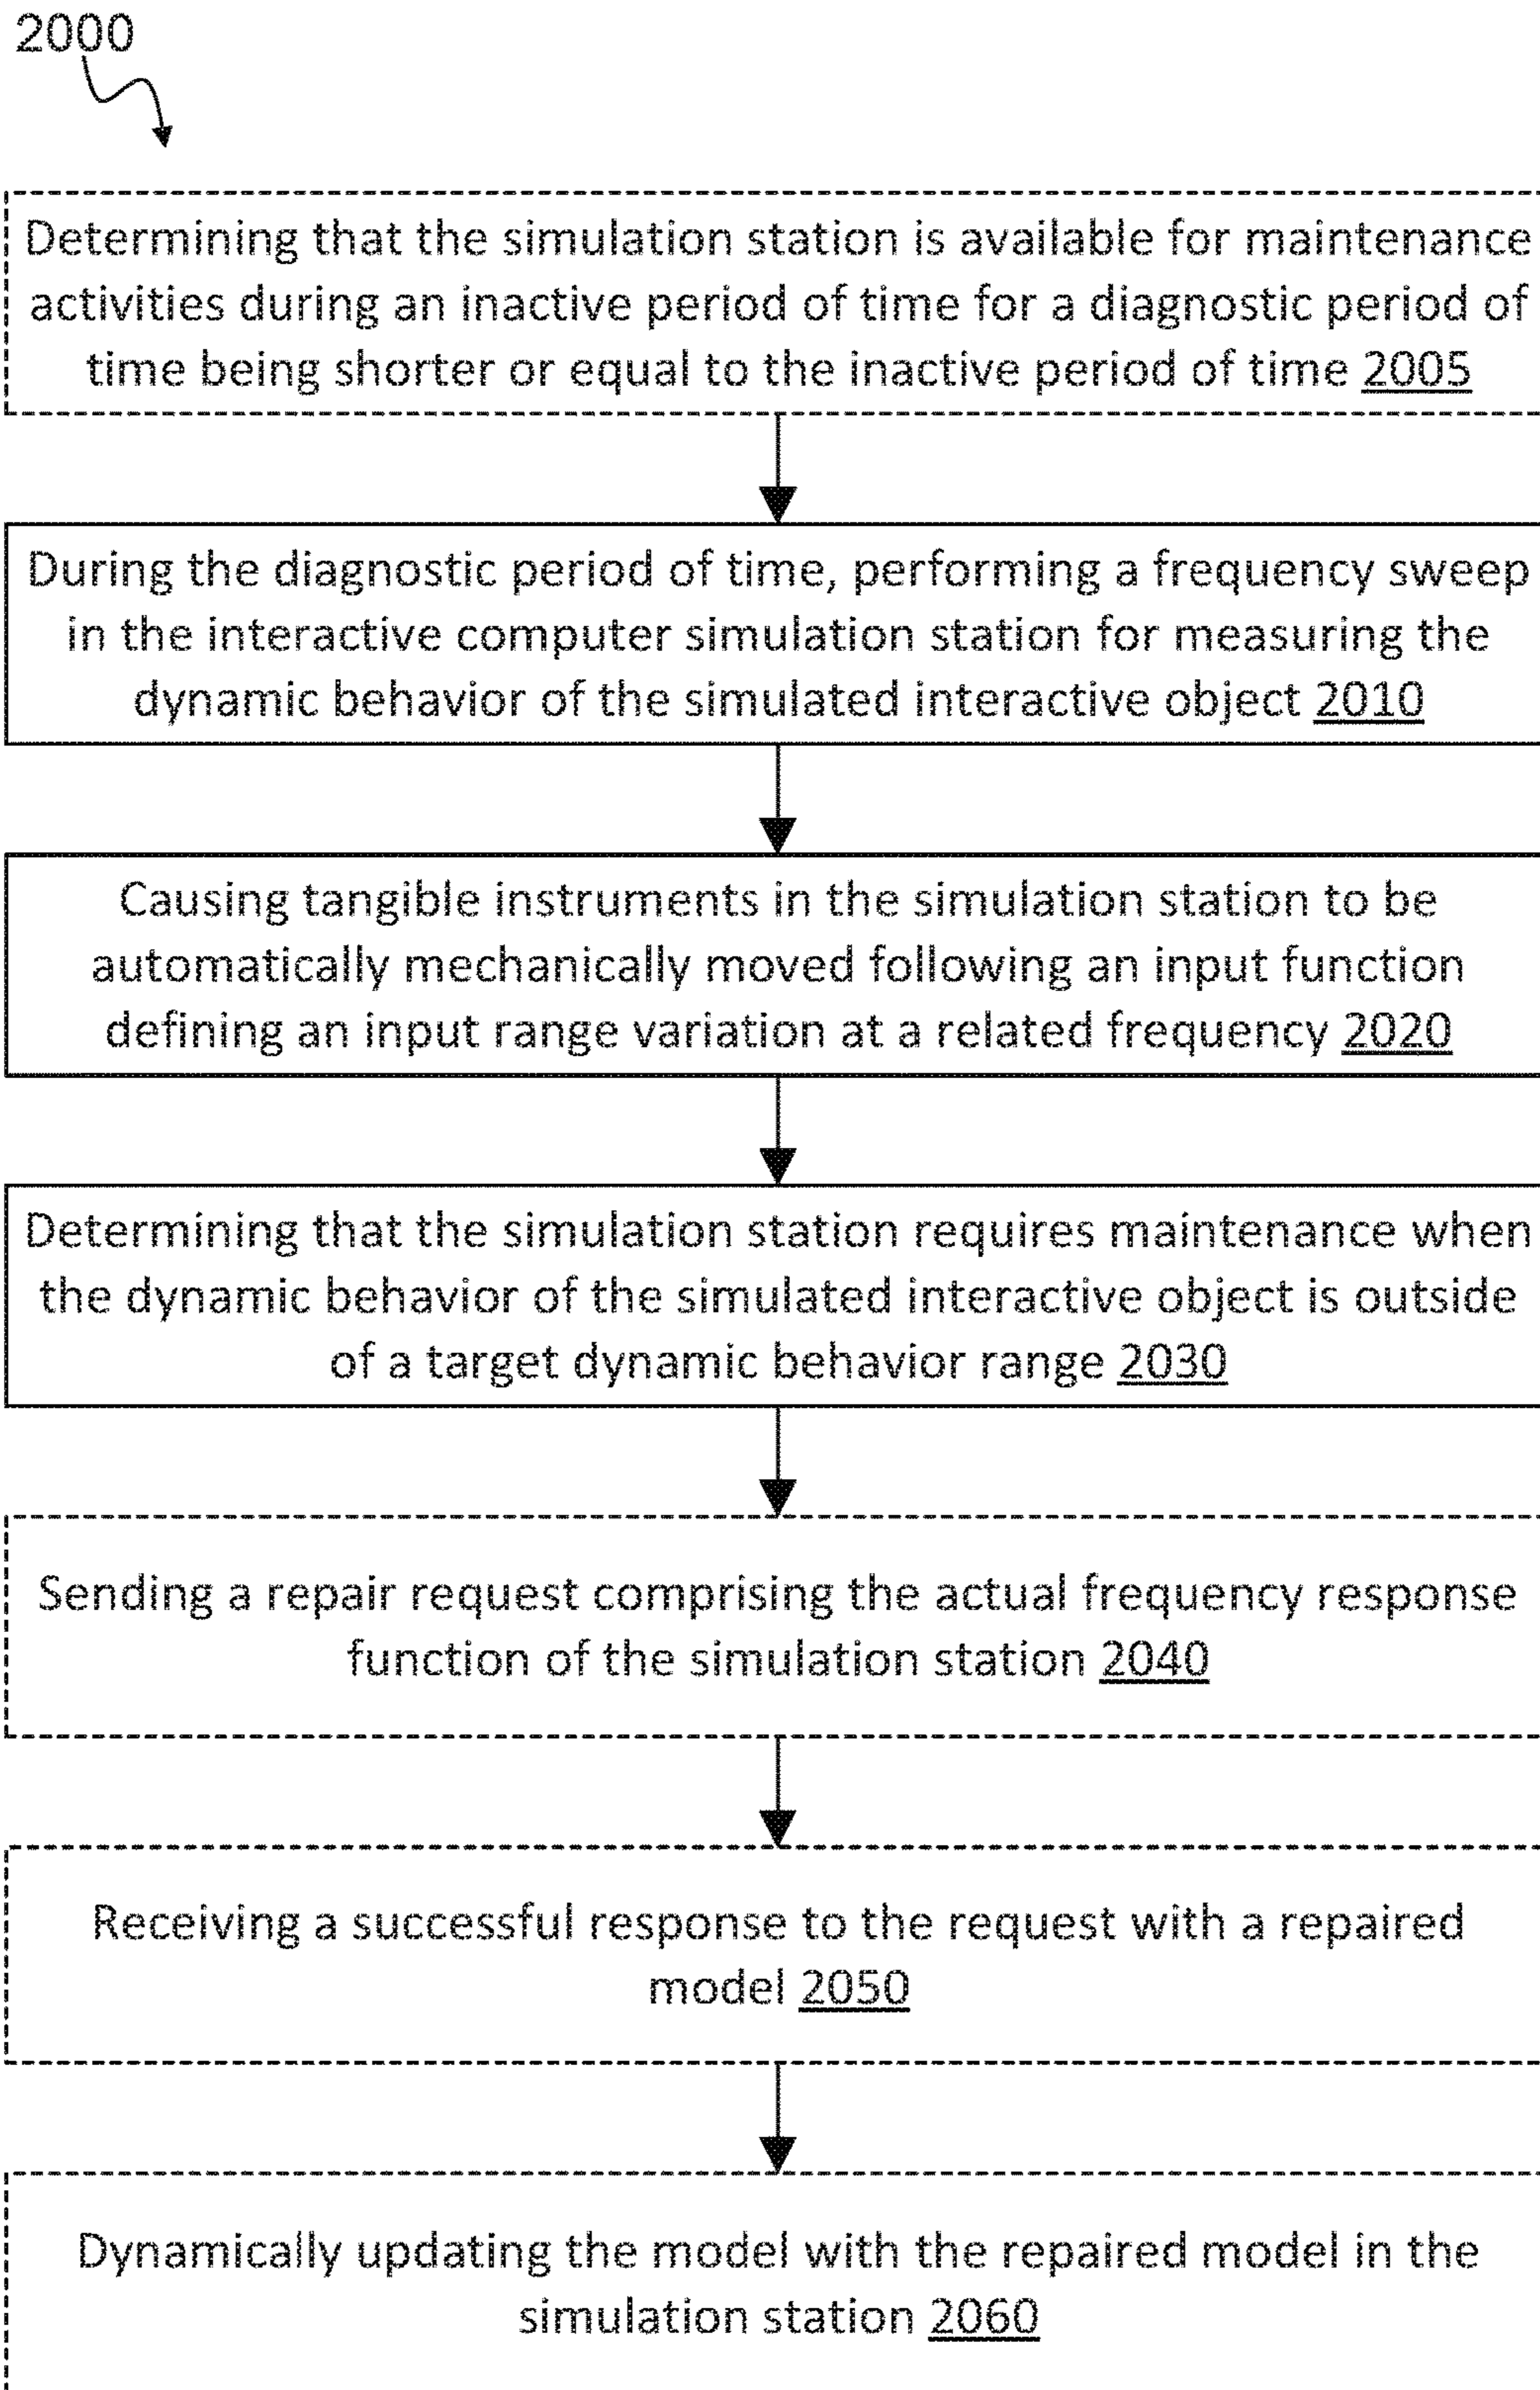 2000
Determining that the simulation station is available for maintenance
activities during an inactive period of time for a diagnostic period of
time being shorter or equal to the inactive period of time 2005
During the diagnostic period of time, performing a frequency sweep
in the interactive computer simulation station for measuring the
dynamic behavior of the simulated interactive object 2010
Causing tangible instruments in the simulation station to be
automatically mechanically moved following an input function
defining an input range variation at a related frequency 2020
Determining that the simulation station requires maintenance when
the dynamic behavior of the simulated interactive object is outside
of a target dynamic behavior range 2030
Sending a repair request comprising the actual frequency response
function of the simulation station 2040
Receiving a successful response to the request with a repaired
model 2050
Dynamically updating the model with the repaired model in the
simulation station 2060